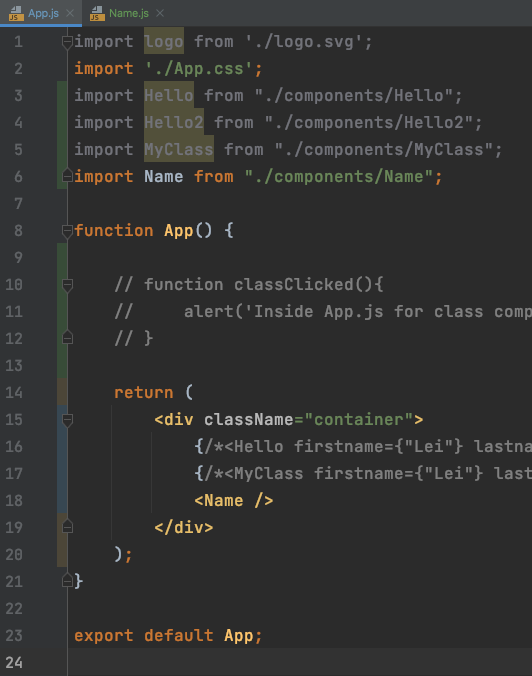 App.js Name.js
1 import logo from './logo.svg';
2 import './App.css';
3 import Hello from "./components/Hello";
4 import Hello2 from "./components/Hello2";
5 import MyClass from "./components/MyClass";
6 import Name from "./components/Name";
7
8 function App() {
9
10 // function classClicked(){
11 //     alert('Inside App.js for class comp
12 // }
13
14 return (
15 <div className="container">
16 {/*<Hello firstname={"Lei"} lastna
17 {/*<MyClass firstname={"Lei"} last
18 <Name />
19 </div>
20 );
21 }
22
23 export default App;
24